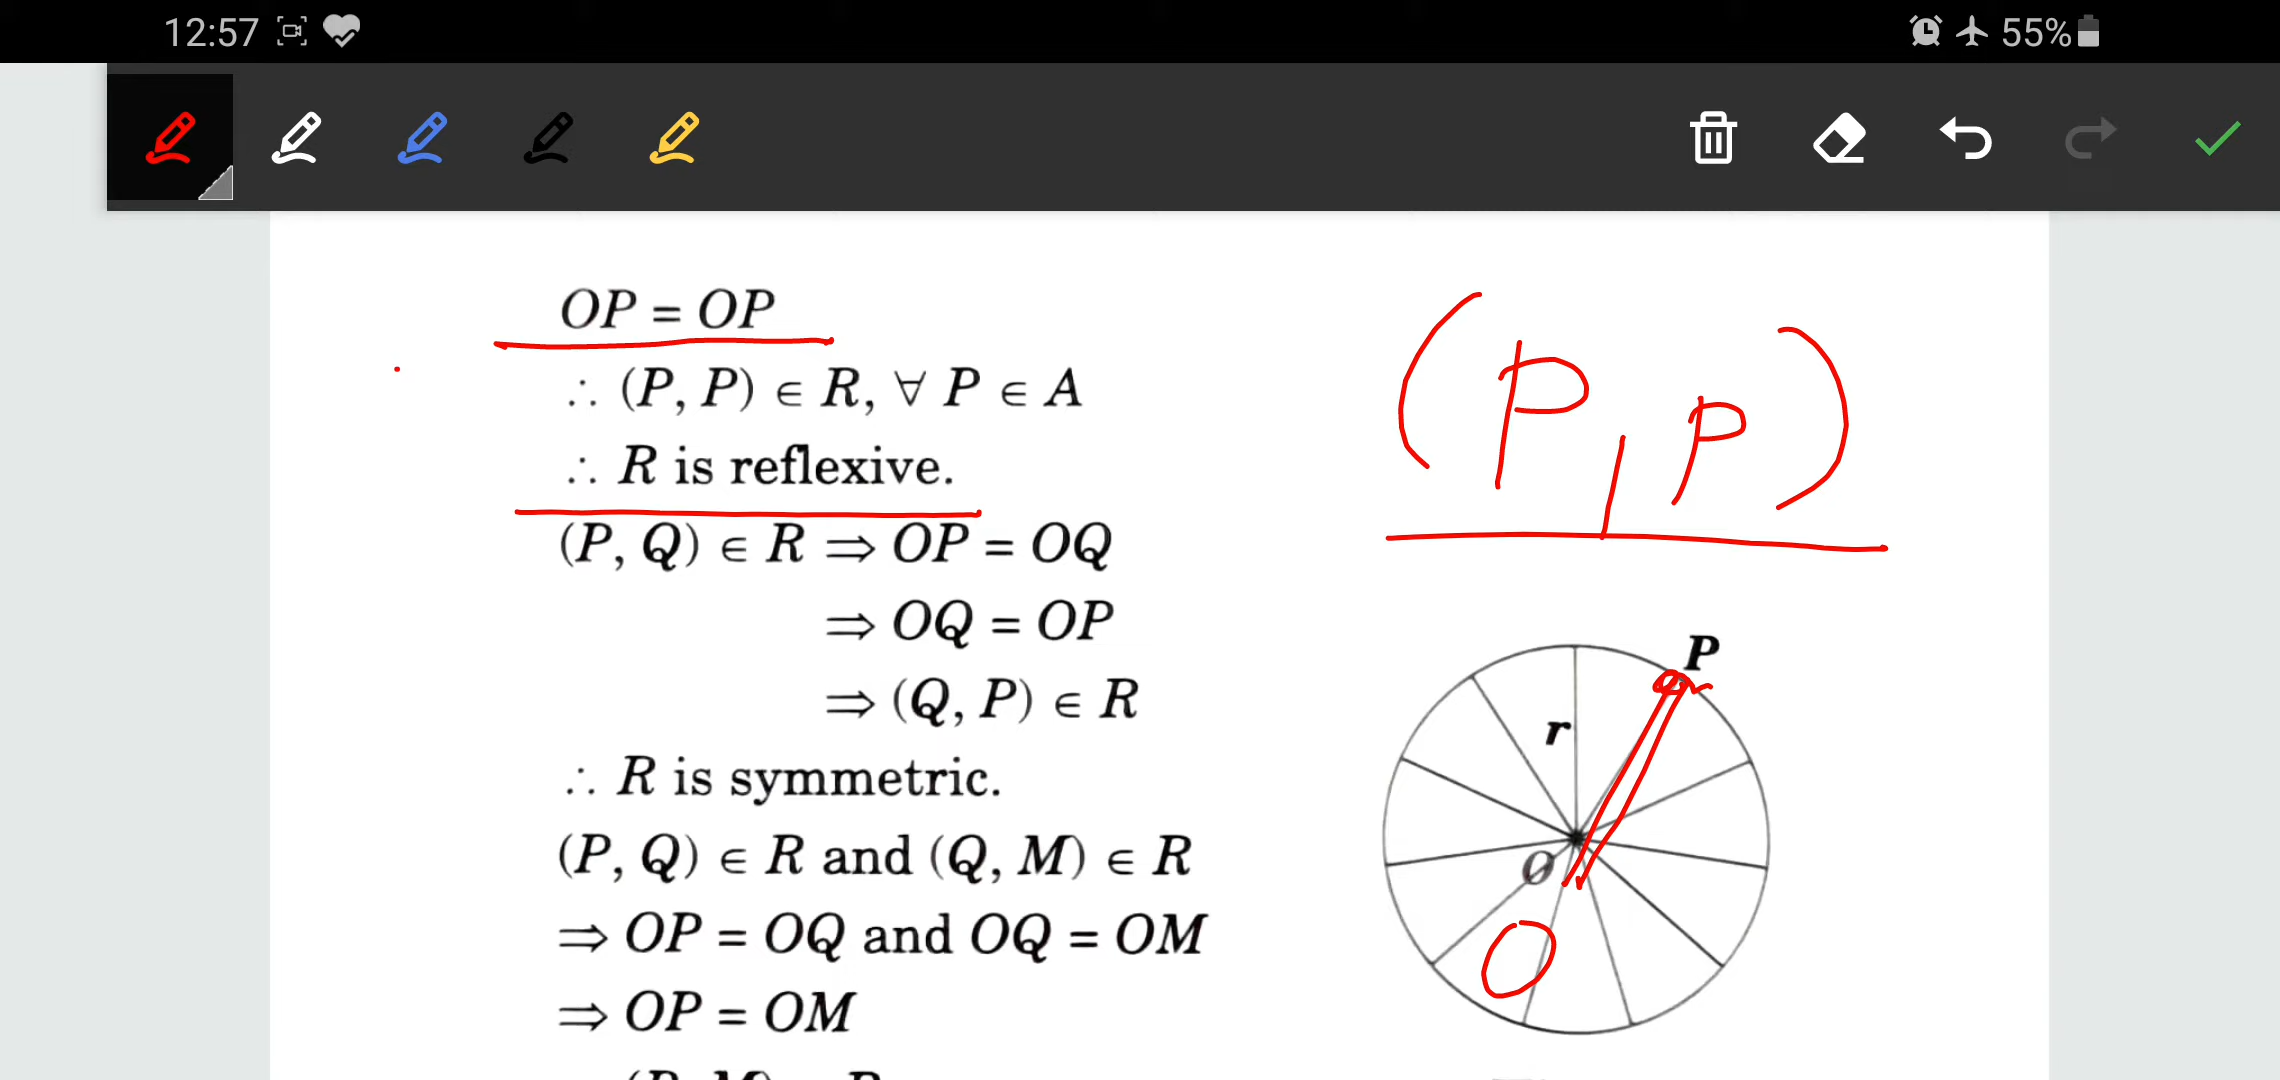 12:57
55%
OP = OP
∴ (P, P) ∈ R, ∀ P ∈ A
∴ R is reflexive.
(P, Q) ∈ R ⇒ OP = OQ
⇒ OQ = OP
⇒ (Q, P) ∈ R
∴ R is symmetric.
(P, Q) ∈ R and (Q, M) ∈ R
⇒ OP = OQ and OQ = OM
⇒ OP = OM
(P, P)
P
r
O
O